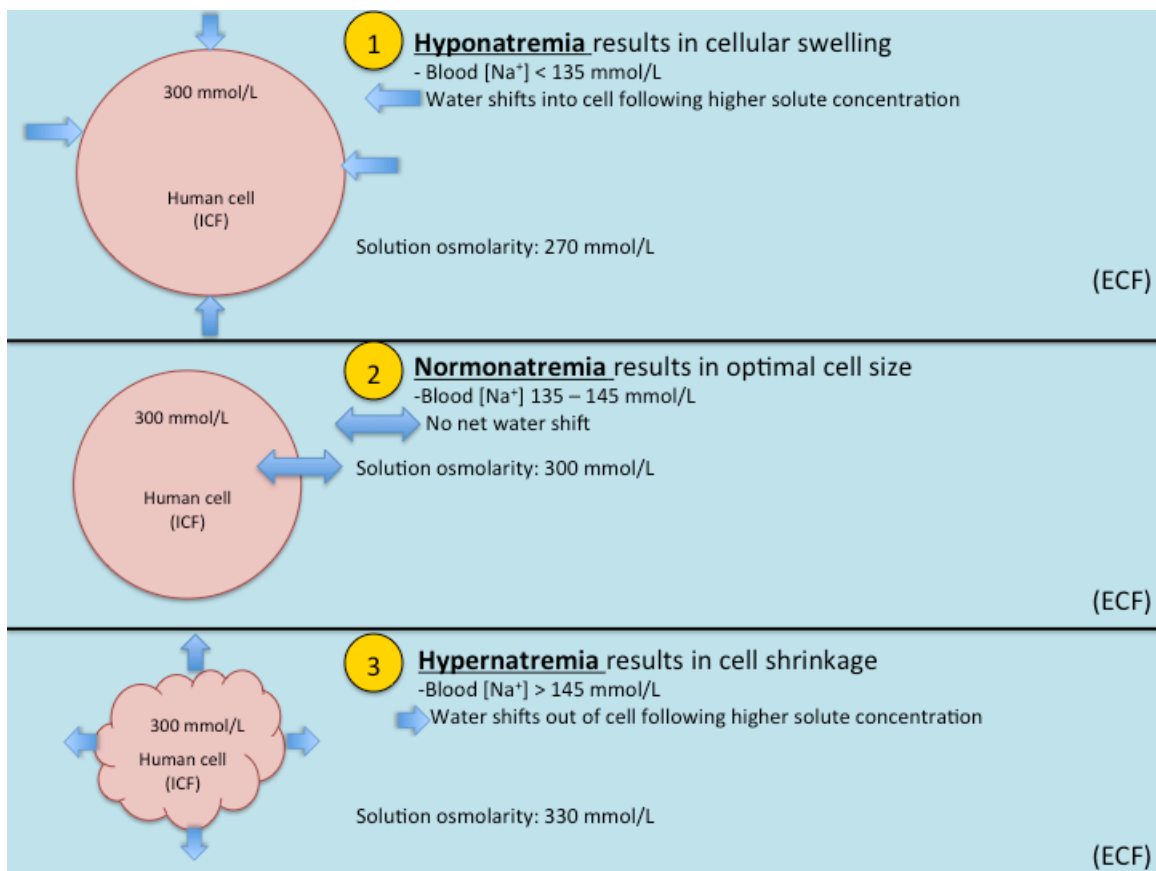 1
Hyponatremia results in cellular swelling
- Blood [Na⁺] < 135 mmol/L
Water shifts into cell following higher solute concentration
300 mmol/L
Human cell
(ICF)
Solution osmolarity: 270 mmol/L
(ECF)
2
Normonatremia results in optimal cell size
-Blood [Na⁺] 135 – 145 mmol/L
No net water shift
300 mmol/L
Solution osmolarity: 300 mmol/L
Human cell
(ICF)
(ECF)
3
Hypernatremia results in cell shrinkage
-Blood [Na⁺] > 145 mmol/L
Water shifts out of cell following higher solute concentration
300 mmol/L
Human cell
(ICF)
Solution osmolarity: 330 mmol/L
(ECF)